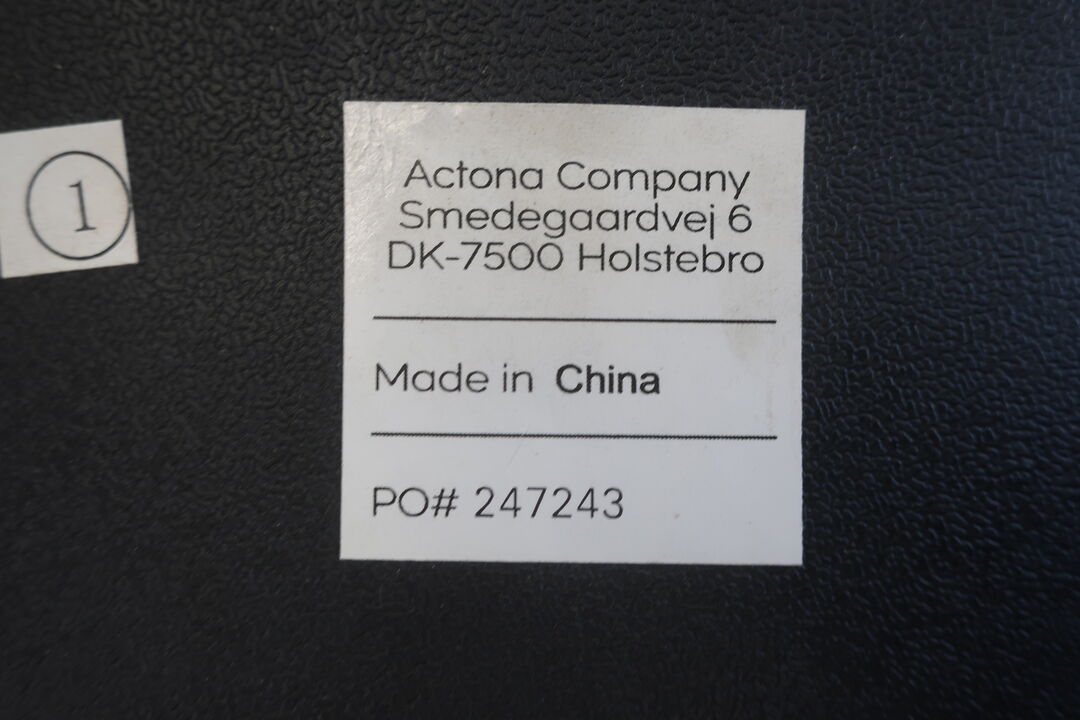 1
Actona Company
Smedegaardvej 6
DK-7500 Holstebro
Made in China
PO# 247243